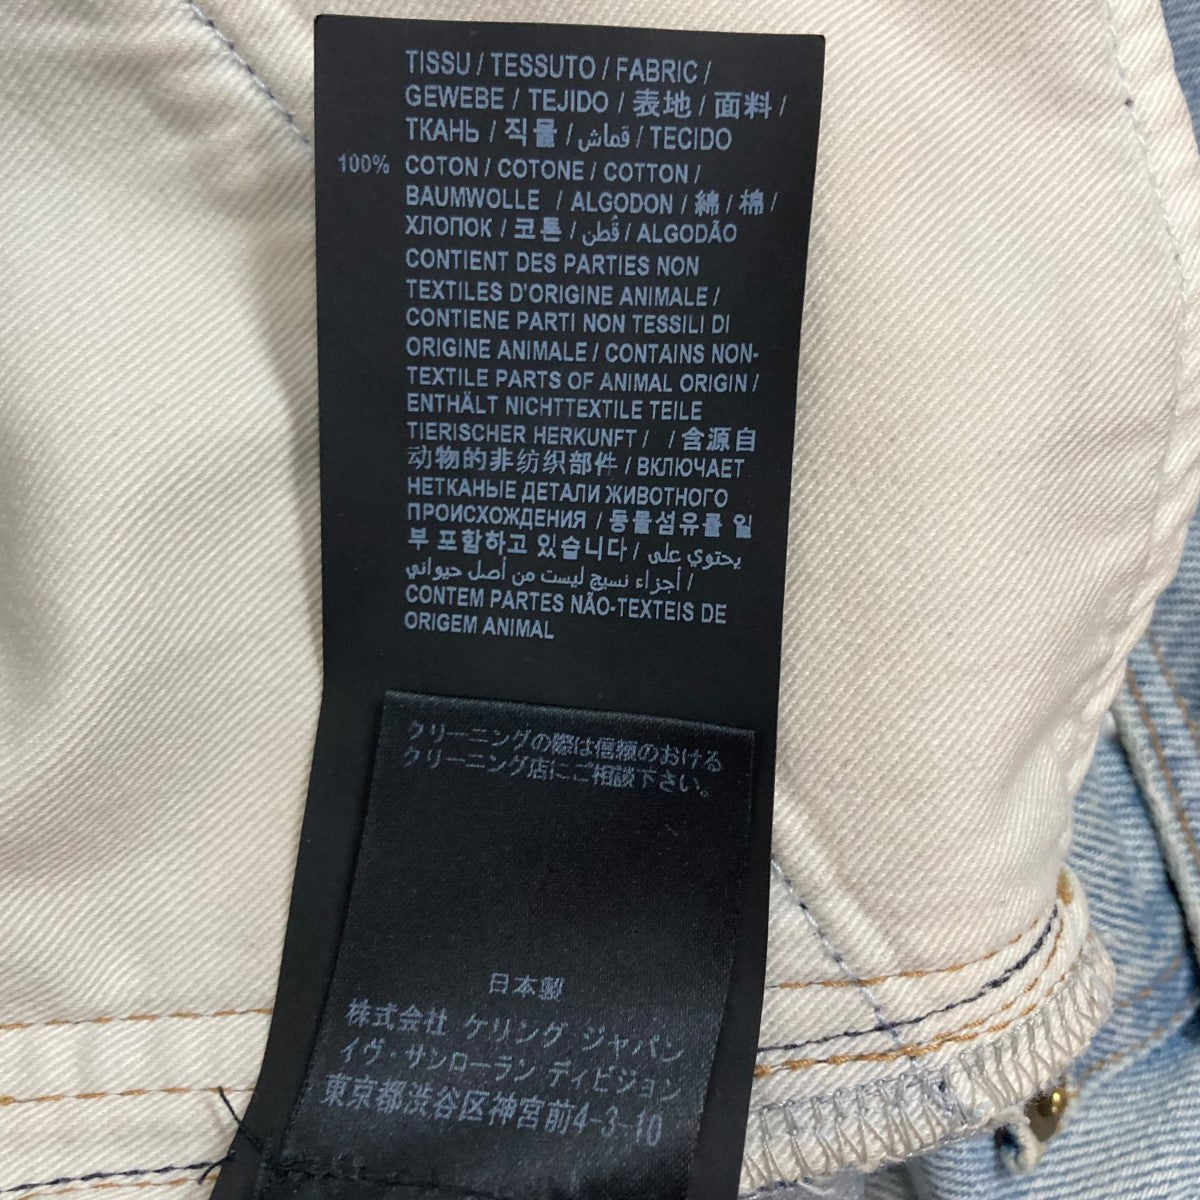 TISSU / TESSUTO / FABRIC /
GEWEBE / TEJIDO / 表地 / 面料 /
ТКАНЬ / 직물 / قماش / TECIDO
100% COTON / COTONE / COTTON /
BAUMWOLLE / ALGODON / 綿 / 棉 /
ХЛОПОК / 코튼 / قُطن / ALGODÃO
CONTIENT DES PARTIES NON
TEXTILES D'ORIGINE ANIMALE /
CONTIENE PARTI NON TESSILI DI
ORIGINE ANIMALE / CONTAINS NON-
TEXTILE PARTS OF ANIMAL ORIGIN /
ENTHÄLT NICHTTEXTILE TEILE
TIERISCHER HERKUNFT / / 含源自
动物的非纺织部件 / ВКЛЮЧАЕТ
НЕТКАНЫЕ ДЕТАЛИ ЖИВОТНОГО
ПРОИСХОЖДЕНИЯ / 동물섬유를 일
부 포함하고 있습니다 / يحتوي على
أجزاء نسيج ليست من أصل حيواني /
CONTEM PARTES NÃO-TEXTEIS DE
ORIGEM ANIMAL
クリーニングの際は信頼のおける
クリーニング店にご相談下さい。
日本製
株式会社 ケリング ジャパン
イヴ・サンローラン ディビジョン
東京都渋谷区神宮前4-3-10